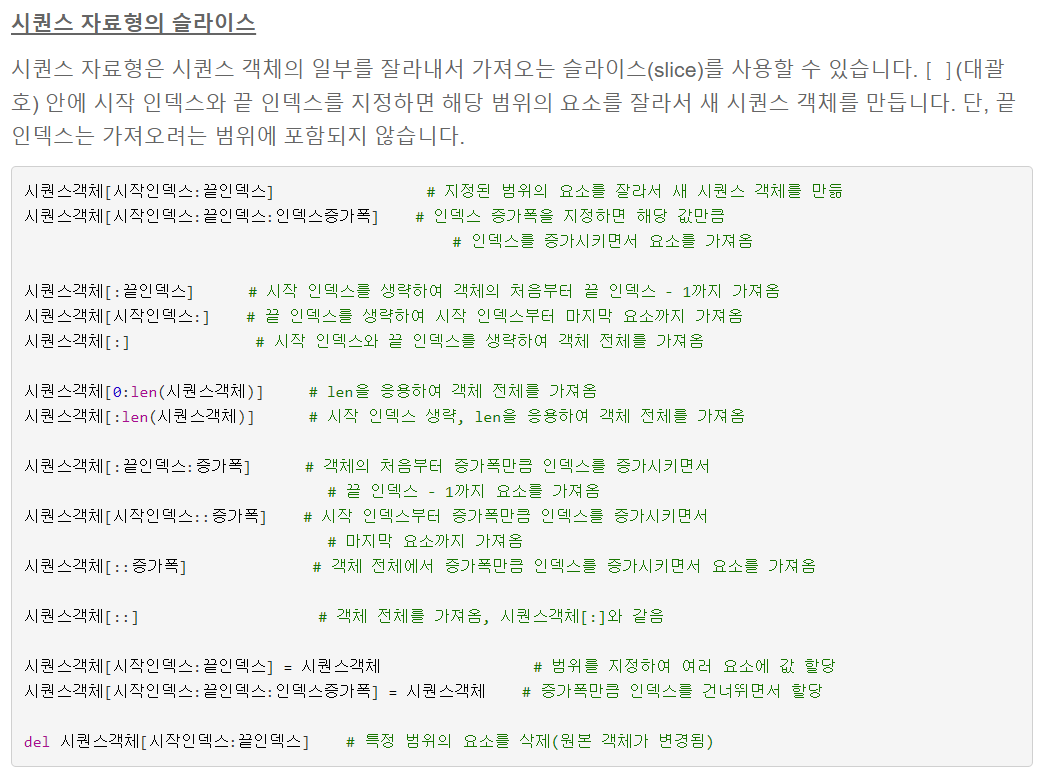 시퀀스 자료형의 슬라이스
시퀀스 자료형은 시퀀스 객체의 일부를 잘라내서 가져오는 슬라이스(slice)를 사용할 수 있습니다. [ ](대괄
호) 안에 시작 인덱스와 끝 인덱스를 지정하면 해당 범위의 요소를 잘라서 새 시퀀스 객체를 만듭니다. 단, 끝
인덱스는 가져오려는 범위에 포함되지 않습니다.
시퀀스객체[시작인덱스:끝인덱스] # 지정된 범위의 요소를 잘라서 새 시퀀스 객체를 만듦
시퀀스객체[시작인덱스:끝인덱스:인덱스증가폭] # 인덱스 증가폭을 지정하면 해당 값만큼
# 인덱스를 증가시키면서 요소를 가져옴
시퀀스객체[:끝인덱스] # 시작 인덱스를 생략하여 객체의 처음부터 끝 인덱스 - 1까지 가져옴
시퀀스객체[시작인덱스:] # 끝 인덱스를 생략하여 시작 인덱스부터 마지막 요소까지 가져옴
시퀀스객체[:] # 시작 인덱스와 끝 인덱스를 생략하여 객체 전체를 가져옴
시퀀스객체[0:len(시퀀스객체)] # len을 응용하여 객체 전체를 가져옴
시퀀스객체[:len(시퀀스객체)] # 시작 인덱스 생략, len을 응용하여 객체 전체를 가져옴
시퀀스객체[:끝인덱스:증가폭] # 객체의 처음부터 증가폭만큼 인덱스를 증가시키면서
# 끝 인덱스 - 1까지 요소를 가져옴
시퀀스객체[시작인덱스::증가폭] # 시작 인덱스부터 증가폭만큼 인덱스를 증가시키면서
# 마지막 요소까지 가져옴
시퀀스객체[::증가폭] # 객체 전체에서 증가폭만큼 인덱스를 증가시키면서 요소를 가져옴
시퀀스객체[::] # 객체 전체를 가져옴, 시퀀스객체[:]와 같음
시퀀스객체[시작인덱스:끝인덱스] = 시퀀스객체 # 범위를 지정하여 여러 요소에 값 할당
시퀀스객체[시작인덱스:끝인덱스:인덱스증가폭] = 시퀀스객체 # 증가폭만큼 인덱스를 건너뛰면서 할당
del 시퀀스객체[시작인덱스:끝인덱스] # 특정 범위의 요소를 삭제(원본 객체가 변경됨)